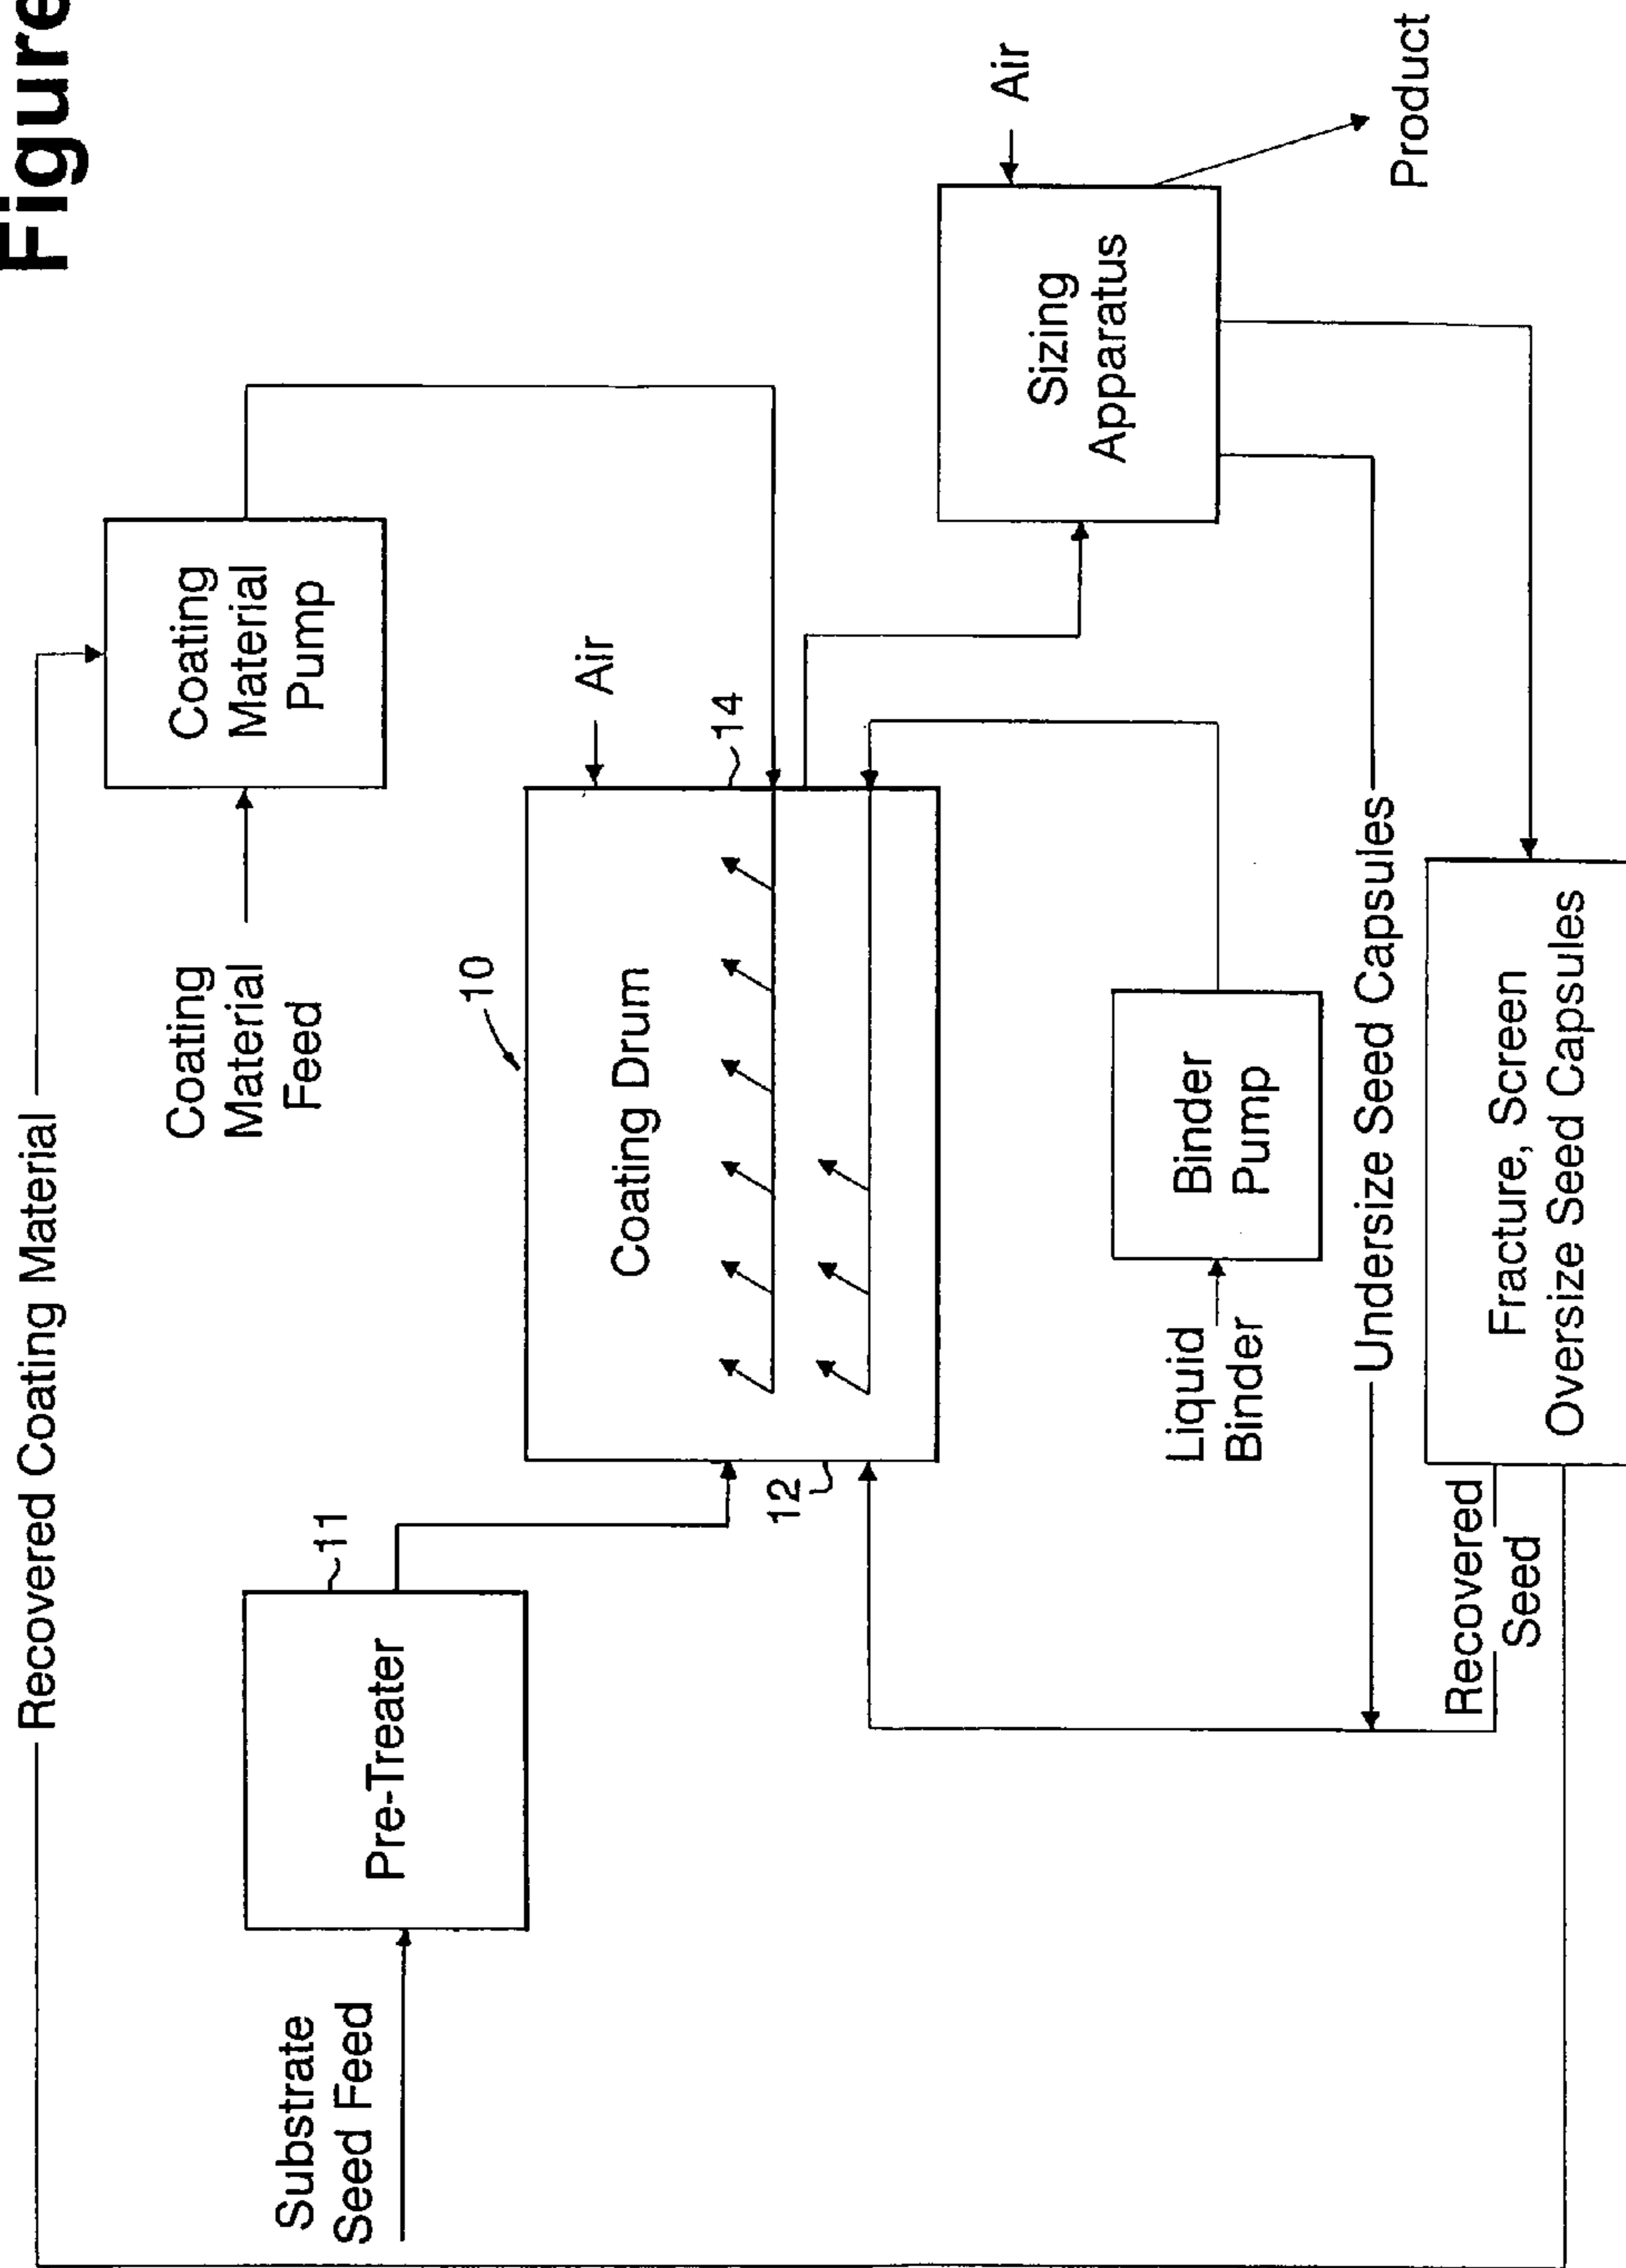 Figure
Recovered Coating Material
Coating
Material
Pump
Coating
Material
Feed
Substrate
Seed Feed
Pre-Treater
11
10
12
14
Air
Coating Drum
Liquid
Binder
Binder
Pump
Air
Sizing
Apparatus
Product
Undersize Seed Capsules
Recovered
Seed
Fracture, Screen
Oversize Seed Capsules